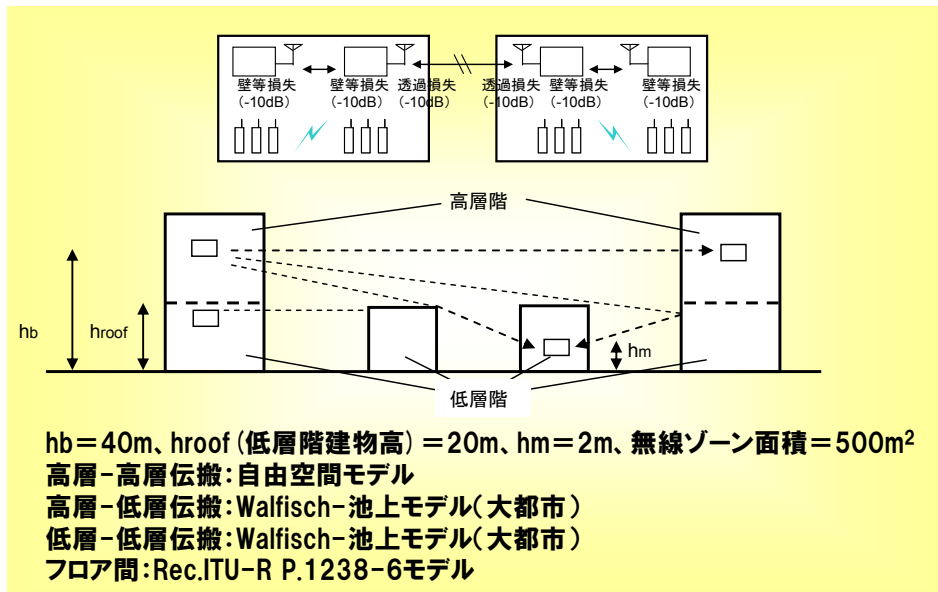 壁等損失 壁等損失 透過損失 透過損失 壁等損失 壁等損失
(-10dB) (-10dB) (-10dB) (-10dB) (-10dB) (-10dB)
高層階
hb
hroof
hm
低層階
hb=40m、hroof(低層階建物高)=20m、hm=2m、無線ゾーン面積=500m²
高層-高層伝搬:自由空間モデル
高層-低層伝搬:Walfisch-池上モデル(大都市)
低層-低層伝搬:Walfisch-池上モデル(大都市)
フロア間:Rec.ITU-R P.1238-6モデル